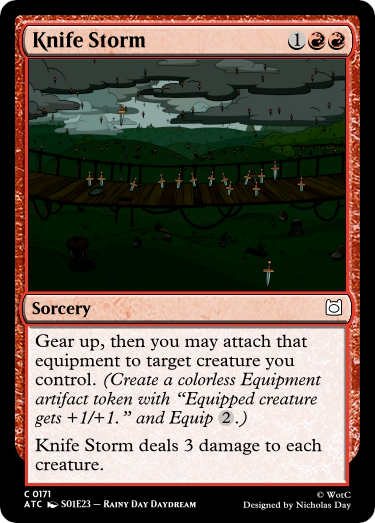 Knife Storm 1
Sorcery
Gear up, then you may attach that
equipment to target creature you
control. (Create a colorless Equipment
artifact token with “Equipped creature
gets +1/+1.” and Equip 2.)
Knife Storm deals 3 damage to each
creature.
C 0171 © WotC
ATC S01E23 – Rainy Day Daydream Designed by Nicholas Day